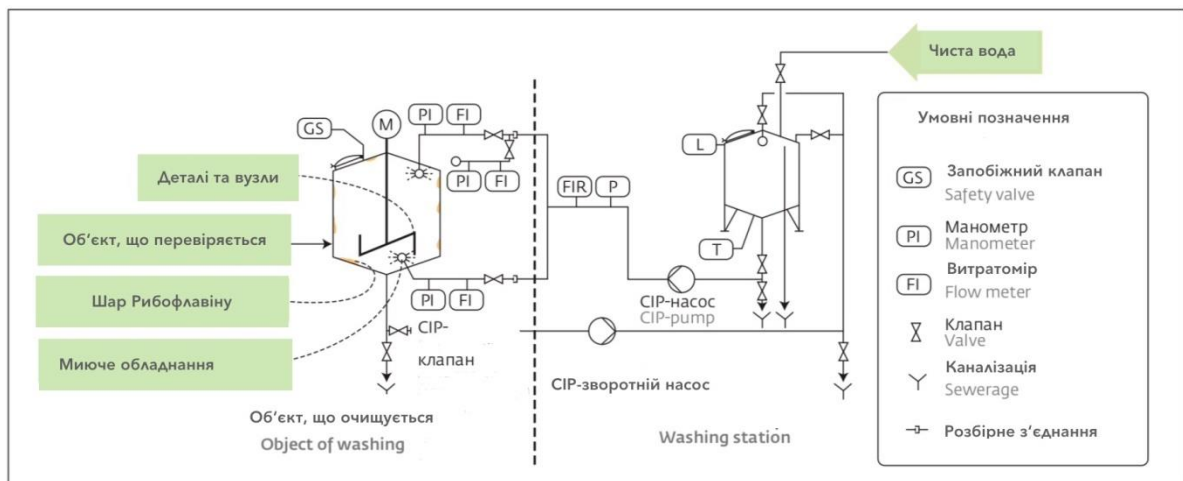 Чиста вода
GS
M
PI
FI
PI
FI
Деталі та вузли
Об‘єкт, що перевіряється
Шар Рибофлавіну
Миюче обладнання
PI
FI
CIP-
клапан
FIR
P
L
T
CIP-насос
CIP-pump
CIP-зворотній насос
Об‘єкт, що очищується
Object of washing
Washing station
Умовні позначення
GS
Запобіжний клапан
Safety valve
PI
Манометр
Manometer
FI
Витратомір
Flow meter
Клапан
Valve
Каналізація
Sewerage
Розбірне з‘єднання